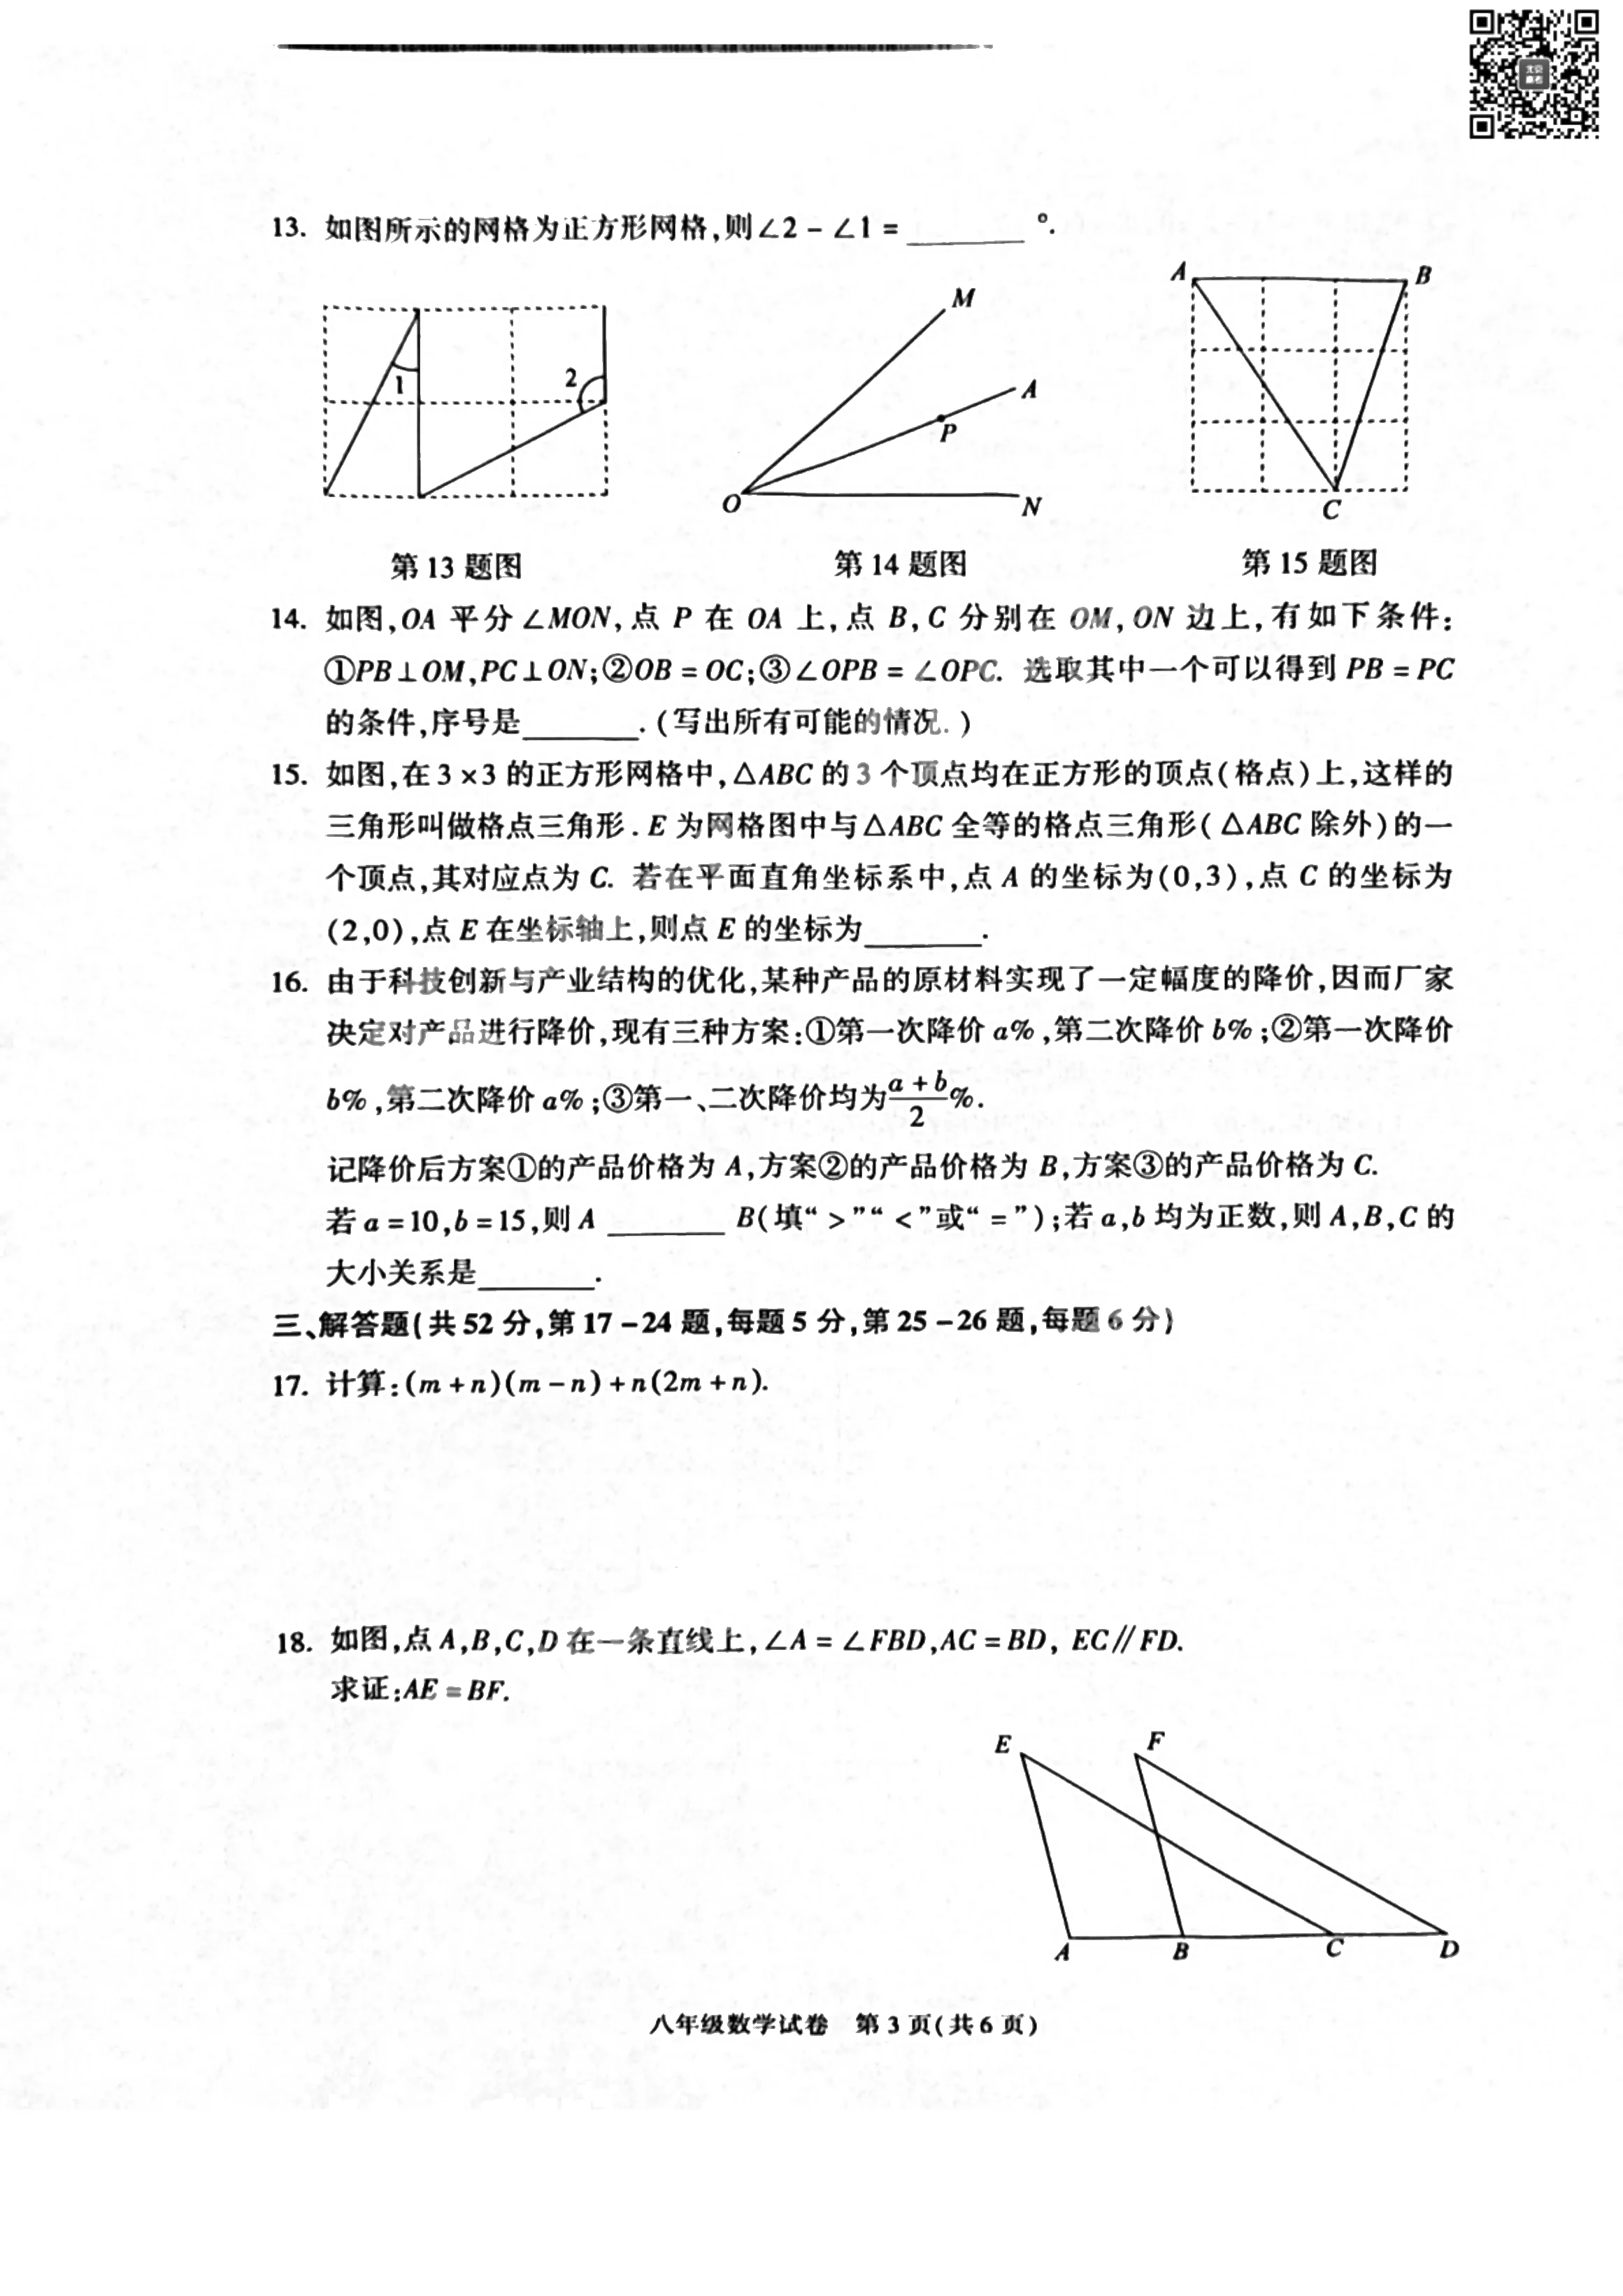 13. 如图所示的网格为正方形网格,则∠2 - ∠1 = ________ °.
A
B
M
A
P
O
N
C
1
2
第 13 题图
第 14 题图
第 15 题图
14. 如图,OA 平分 ∠MON,点 P 在 OA 上,点 B,C 分别在 OM,ON 边上,有如下条件:
①PB⊥OM,PC⊥ON;②OB = OC;③∠OPB = ∠OPC. 选取其中一个可以得到 PB = PC
的条件,序号是________.(写出所有可能的情况.)
15. 如图,在 3×3 的正方形网格中,△ABC 的 3 个顶点均在正方形的顶点(格点)上,这样的
三角形叫做格点三角形. E 为网格图中与△ABC 全等的格点三角形(△ABC 除外)的一
个顶点,其对应点为 C. 若在平面直角坐标系中,点 A 的坐标为(0,3),点 C 的坐标为
(2,0),点 E 在坐标轴上,则点 E 的坐标为________.
16. 由于科技创新与产业结构的优化,某种产品的原材料实现了一定幅度的降价,因而厂家
决定对产品进行降价,现有三种方案:①第一次降价 a%,第二次降价 b%;②第一次降价
b%,第二次降价 a%;③第一、二次降价均为\frac{a+b}{2}%.
记降价后方案①的产品价格为 A,方案②的产品价格为 B,方案③的产品价格为 C.
若 a = 10,b = 15,则 A ________ B(填“ > ”“ < ”或“ = ”);若 a,b 均为正数,则 A,B,C 的
大小关系是________.
三、解答题(共 52 分,第 17 - 24 题,每题 5 分,第 25 - 26 题,每题 6 分)
17. 计算:(m + n)(m - n) + n(2m + n).
18. 如图,点 A,B,C,D 在一条直线上,∠A = ∠FBD,AC = BD, EC∥FD.
求证:AE = BF.
E
F
A
B
C
D
八年级数学试卷 第 3 页(共 6 页)